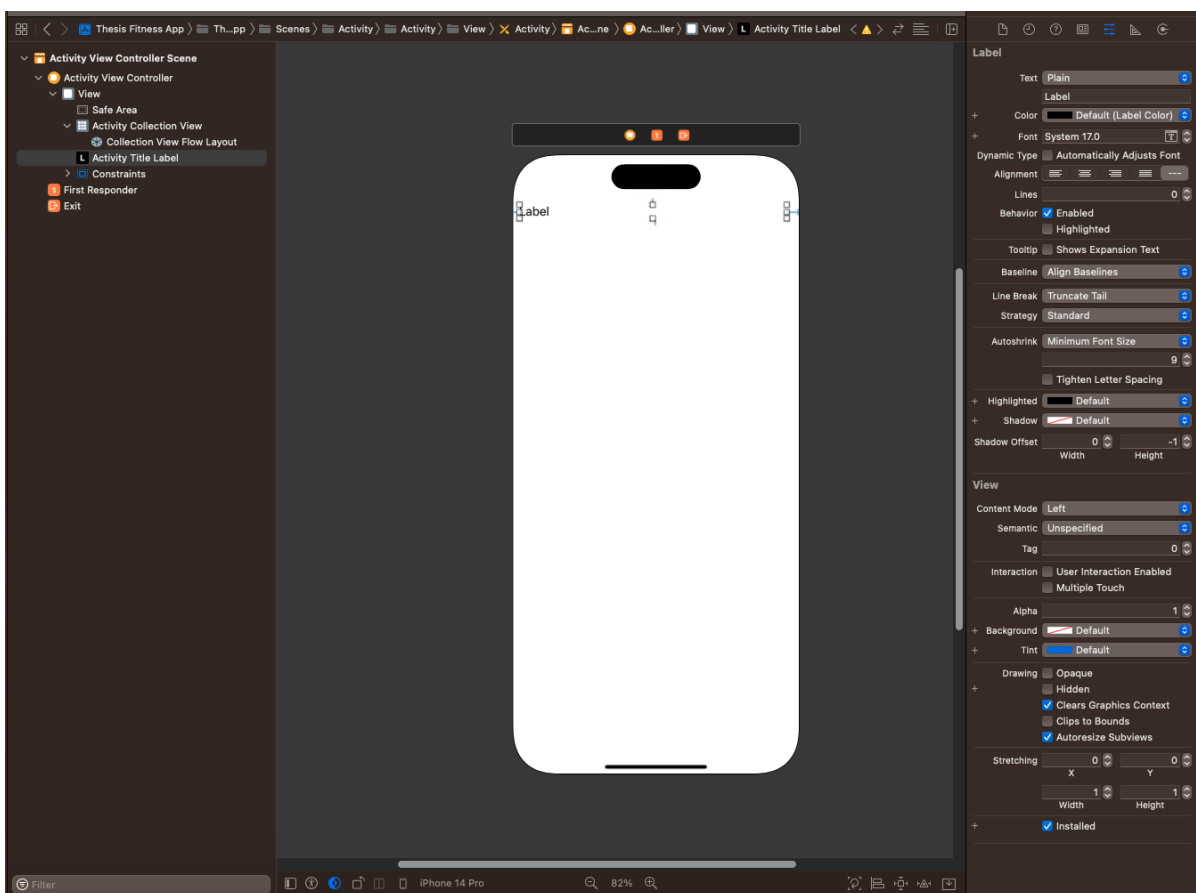 Thesis Fitness App 〉 Th...pp 〉 Scenes 〉 Activity 〉 Activity 〉 View 〉 Activity 〉 Ac...ne 〉 Ac...ller 〉 View 〉 L Activity Title Label
Activity View Controller Scene
Activity View Controller
View
Safe Area
Activity Collection View
Collection View Flow Layout
L Activity Title Label
Constraints
1 First Responder
Exit
Filter
1
Label
iPhone 14 Pro
82%
Label
Text Plain
Label
Color Default (Label Color)
Font System 17.0 T
Dynamic Type Automatically Adjusts Font
Alignment ---
Lines 0
Behavior Enabled
Highlighted
Tooltip Shows Expansion Text
Baseline Align Baselines
Line Break Truncate Tail
Strategy Standard
Autoshrink Minimum Font Size
9
Tighten Letter Spacing
Highlighted Default
Shadow Default
Shadow Offset 0 -1
Width Height
View
Content Mode Left
Semantic Unspecified
Tag 0
Interaction User Interaction Enabled
Multiple Touch
Alpha 1
Background Default
Tint Default
Drawing Opaque
Hidden
Clears Graphics Context
Clips to Bounds
Autoresize Subviews
Stretching 0 0
X Y
1 1
Width Height
Installed